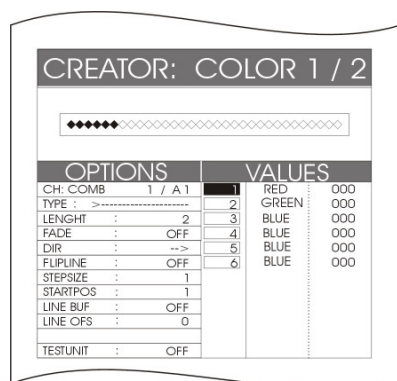 CREATOR: COLOR 1 / 2
OPTIONS
CH: COMB 1 / A1
TYPE : >----------------------
LENGHT : 2
FADE : OFF
DIR : -->
FLIPLINE : OFF
STEPSIZE : 1
STARTPOS : 1
LINE BUF : OFF
LINE OFS : 0
TESTUNIT : OFF
VALUES
1 RED 000
2 GREEN 000
3 BLUE 000
4 BLUE 000
5 BLUE 000
6 BLUE 000